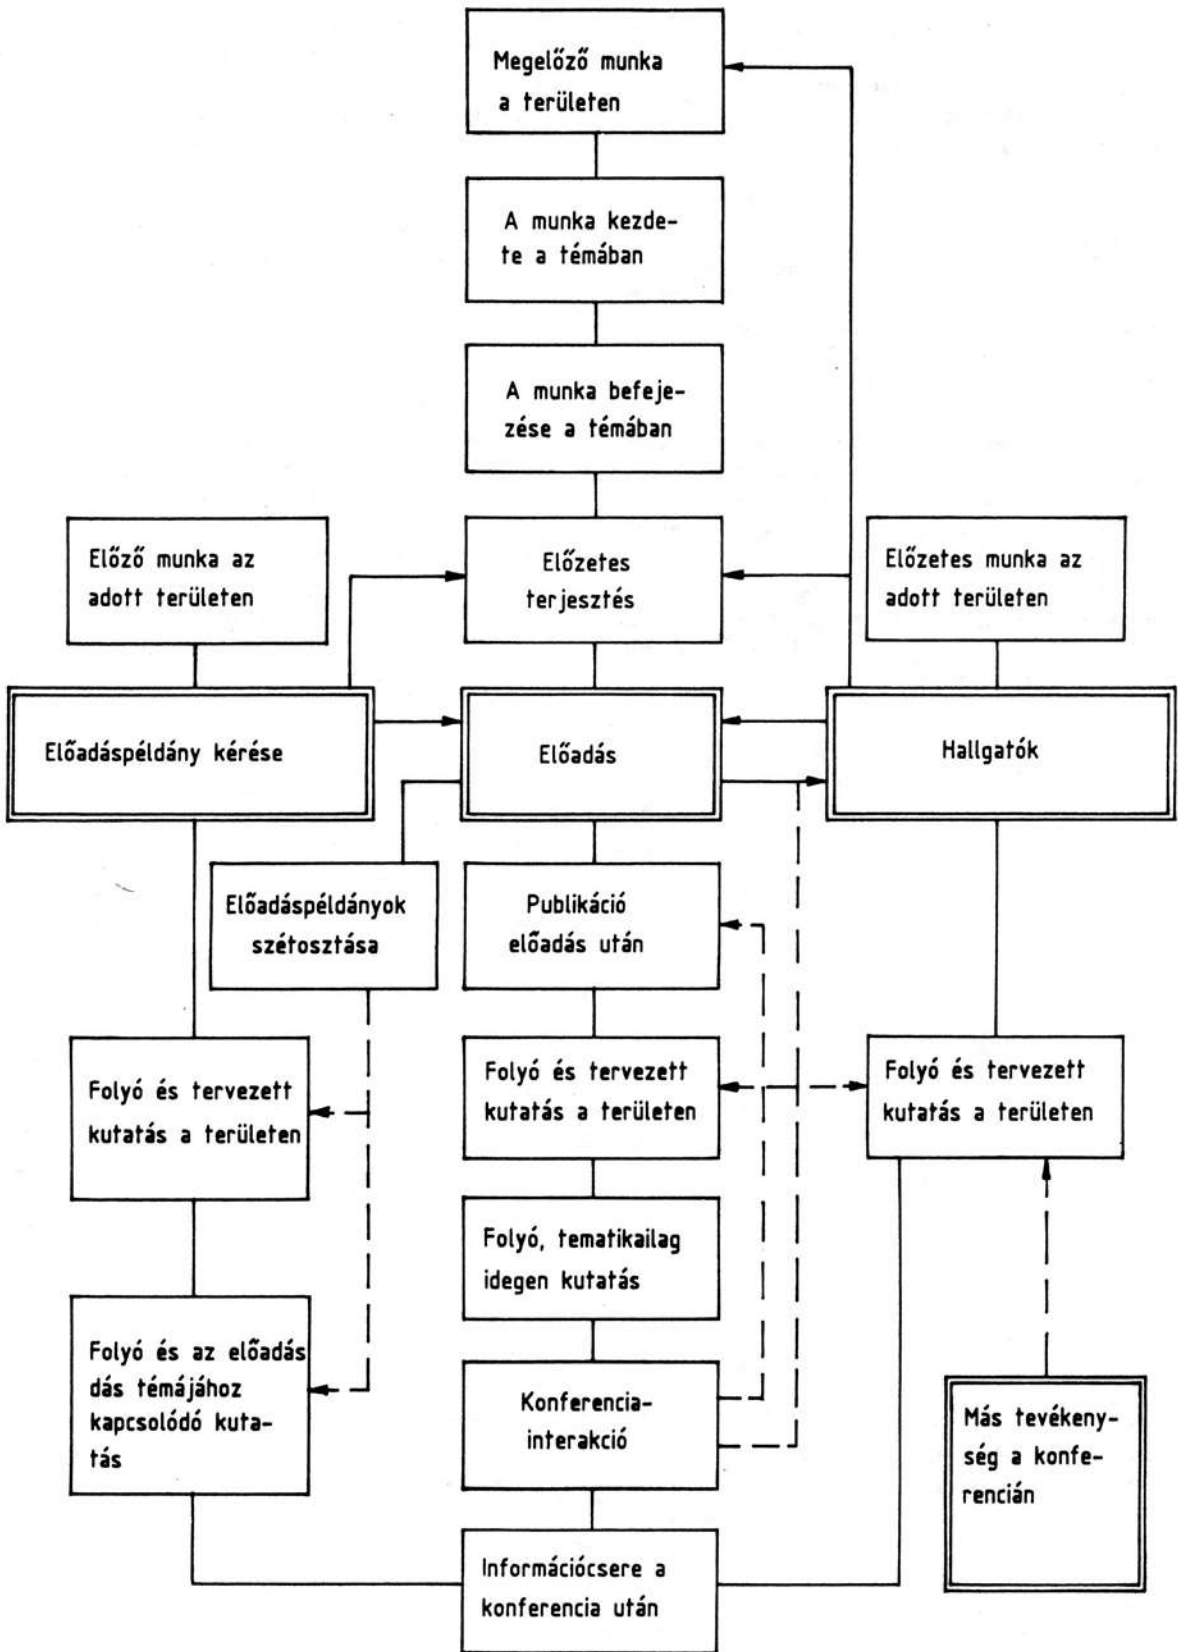 Megelőző munka
a területen
A munka kezde-
te a témában
A munka befeje-
zése a témában
Előző munka az
adott területen
Előzetes
terjesztés
Előzetes munka az
adott területen
Előadáspéldány kérése
Előadás
Hallgatók
Előadáspéldányok
szétosztása
Publikáció
előadás után
Folyó és tervezett
kutatás a területen
Folyó és tervezett
kutatás a területen
Folyó és tervezett
kutatás a területen
Folyó, tematikailag
idegen kutatás
Folyó és az előadás
dás témájához
kapcsolódó kuta-
tás
Konferencia-
interakció
Más tevékeny-
ség a konfe-
rencián
Információcsere a
konferencia után